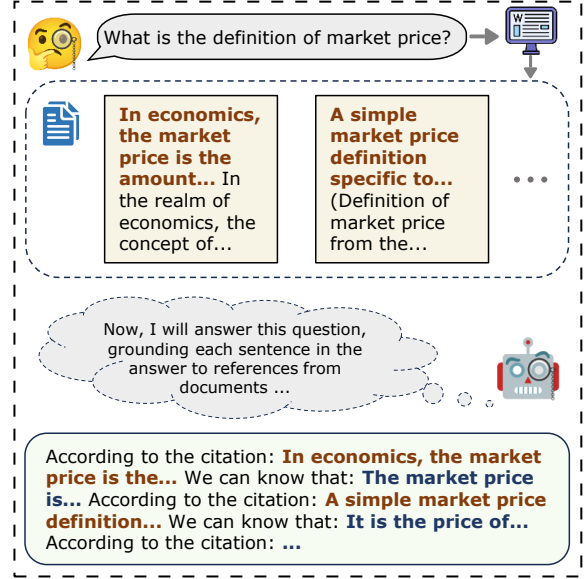 What is the definition of market price?
W
In economics,
the market
price is the
amount... In
the realm of
economics, the
concept of...
A simple
market price
definition
specific to...
(Definition of
market price
from the...
...
Now, I will answer this question,
grounding each sentence in the
answer to references from
documents ...
According to the citation: In economics, the market
price is the... We can know that: The market price
is... According to the citation: A simple market price
definition... We can know that: It is the price of...
According to the citation: ...